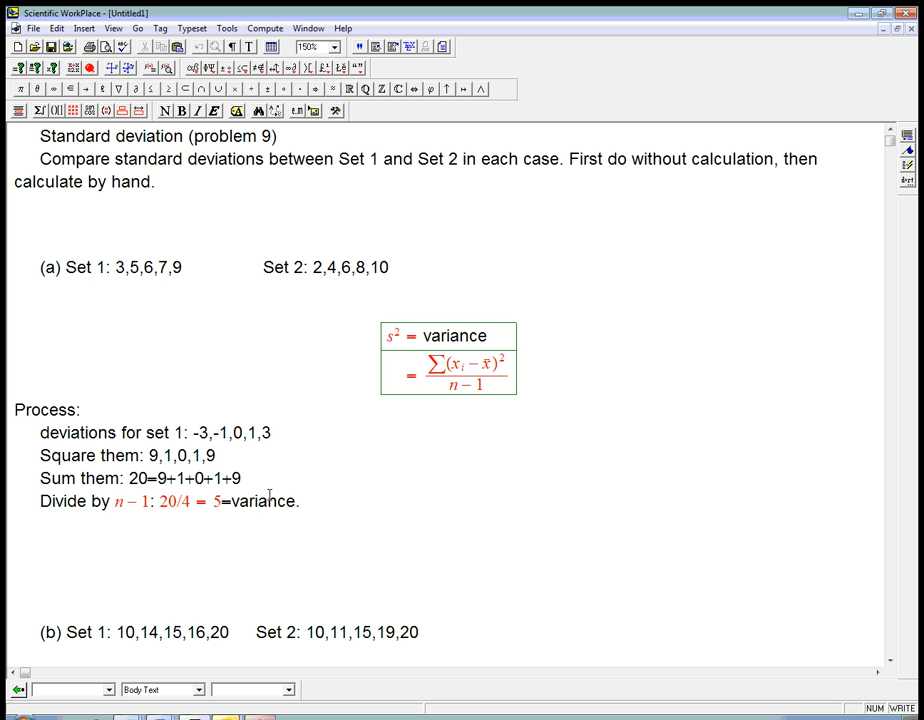 Scientific WorkPlace - [Untitled1]
File Edit Insert View Go Tag Typeset Tools Compute Window Help
150%
Standard deviation (problem 9)
Compare standard deviations between Set 1 and Set 2 in each case. First do without calculation, then
calculate by hand.
(a) Set 1: 3,5,6,7,9 Set 2: 2,4,6,8,10
s² = variance
= ∑(xᵢ − x̄)² / n − 1
Process:
deviations for set 1: -3,-1,0,1,3
Square them: 9,1,0,1,9
Sum them: 20=9+1+0+1+9
Divide by n − 1: 20/4 = 5=variance.
(b) Set 1: 10,14,15,16,20 Set 2: 10,11,15,19,20
Body Text
NUM WRITE